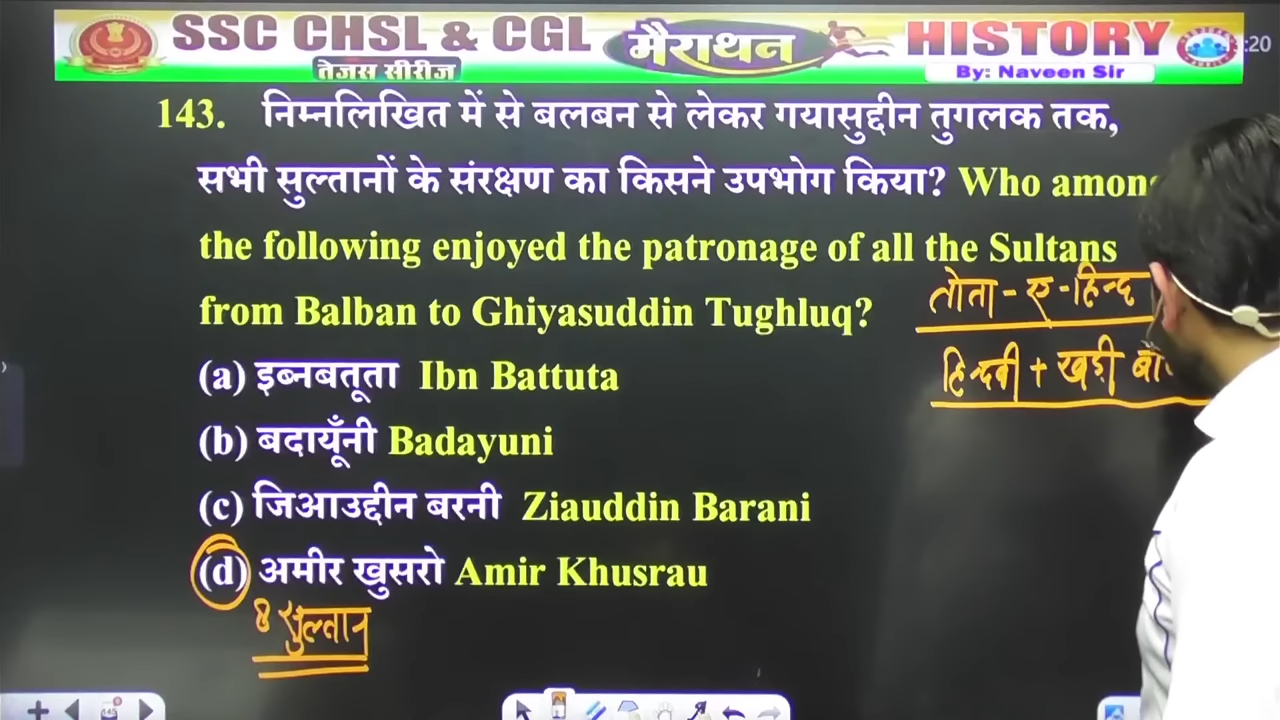 SSC CHSL & CGL
तेजस सीरीज
मैराथन
HISTORY
By: Naveen Sir
:20
143. निम्नलिखित में से बलबन से लेकर गयासुद्दीन तुगलक तक,
सभी सुल्तानों के संरक्षण का किसने उपभोग किया? Who among
the following enjoyed the patronage of all the Sultans
from Balban to Ghiyasuddin Tughluq?
तोता-ए-हिन्द
हिन्दवी + खड़ी
(a) इब्नबतूता Ibn Battuta
(b) बदायूँनी Badayuni
(c) जिआउद्दीन बरनी Ziauddin Barani
(d) अमीर खुसरो Amir Khusrau
8 सुल्तान